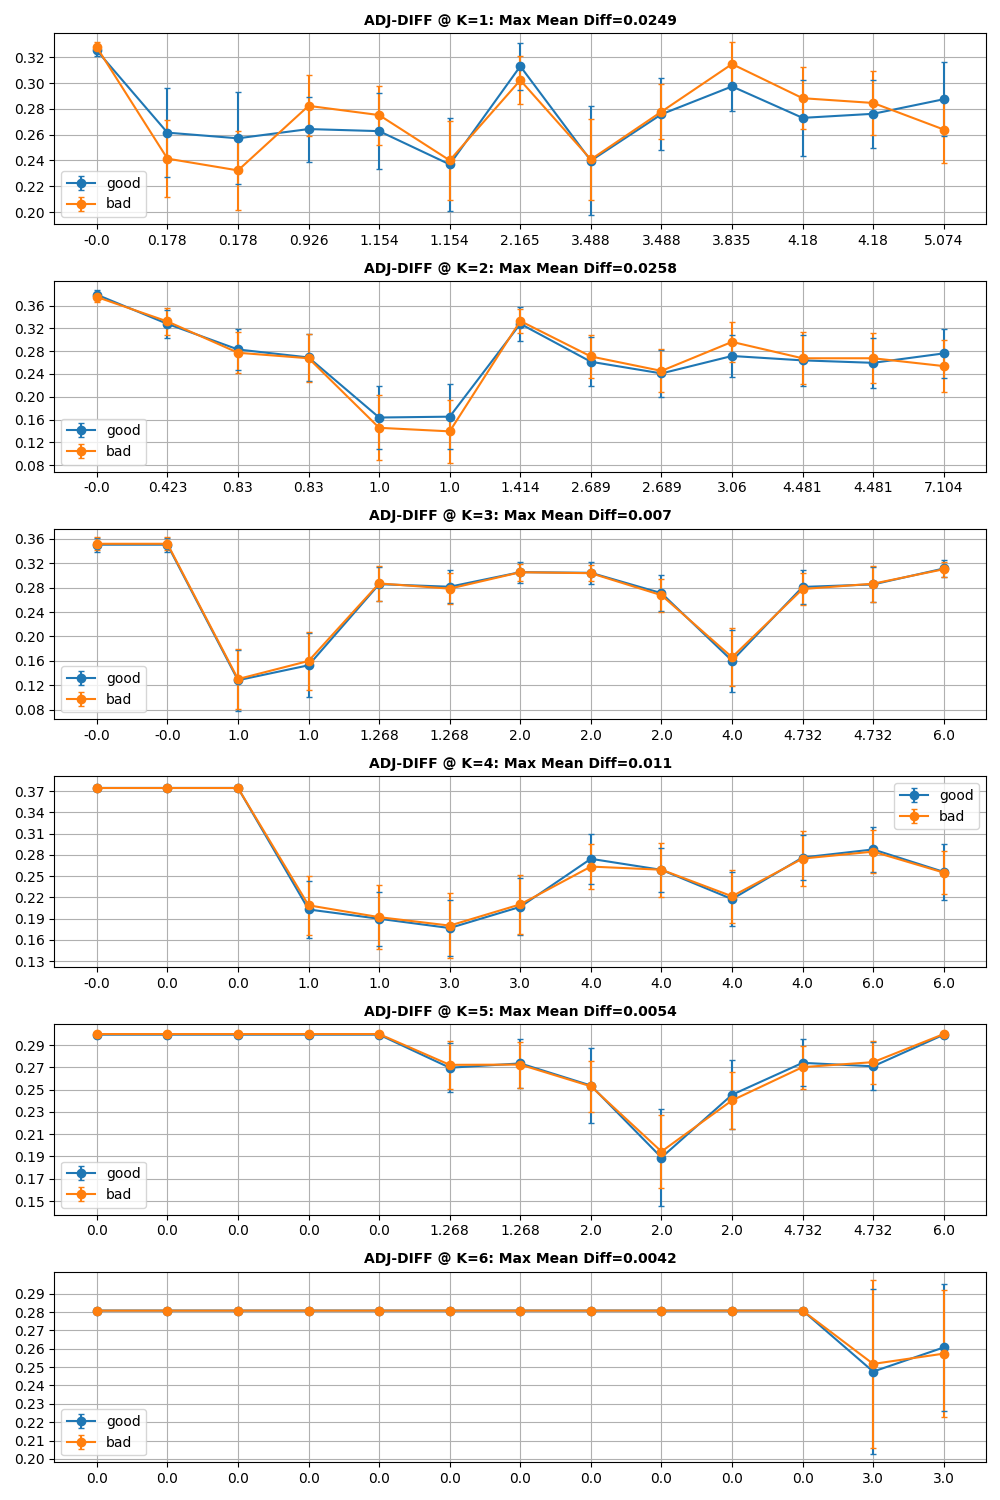 ADJ-DIFF @ K=1: Max Mean Diff=0.0249
0.32
0.30
0.28
0.26
0.24
0.22
0.20
good
bad
-0.0 0.178 0.178 0.926 1.154 1.154 2.165 3.488 3.488 3.835 4.18 4.18 5.074
ADJ-DIFF @ K=2: Max Mean Diff=0.0258
0.36
0.32
0.28
0.24
0.20
0.16
0.12
0.08
good
bad
-0.0 0.423 0.83 0.83 1.0 1.0 1.414 2.689 2.689 3.06 4.481 4.481 7.104
ADJ-DIFF @ K=3: Max Mean Diff=0.007
0.36
0.32
0.28
0.24
0.20
0.16
0.12
0.08
good
bad
-0.0 -0.0 1.0 1.0 1.268 1.268 2.0 2.0 2.0 4.0 4.732 4.732 6.0
ADJ-DIFF @ K=4: Max Mean Diff=0.011
0.37
0.34
0.31
0.28
0.25
0.22
0.19
0.16
0.13
good
bad
-0.0 0.0 0.0 1.0 1.0 3.0 3.0 4.0 4.0 4.0 4.0 6.0 6.0
ADJ-DIFF @ K=5: Max Mean Diff=0.0054
0.29
0.27
0.25
0.23
0.21
0.19
0.17
0.15
good
bad
0.0 0.0 0.0 0.0 0.0 1.268 1.268 2.0 2.0 2.0 4.732 4.732 6.0
ADJ-DIFF @ K=6: Max Mean Diff=0.0042
0.29
0.28
0.27
0.26
0.25
0.24
0.23
0.22
0.21
0.20
good
bad
0.0 0.0 0.0 0.0 0.0 0.0 0.0 0.0 0.0 0.0 0.0 3.0 3.0